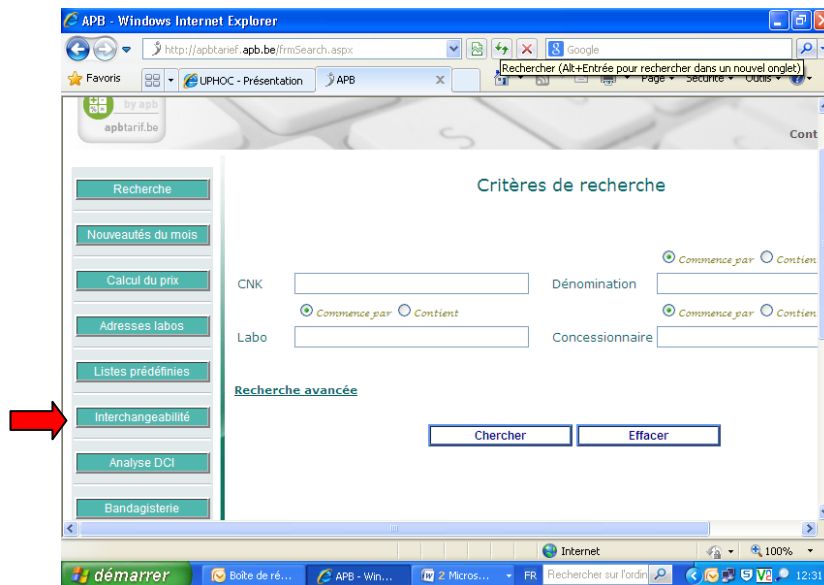 APB - Windows Internet Explorer
http://apbtarief.apb.be/frmSearch.aspx
Google
Rechercher (Alt+Entrée pour rechercher dans un nouvel onglet)
Favoris
UPHOC - Présentation
APB
X
Page
Sécurité
Outils
by apb
apbtarif.be
Cont
Recherche
Critères de recherche
Nouveautés du mois
Commence par
Contien
Calcul du prix
CNK
Dénomination
Commence par
Contient
Commence par
Contien
Adresses labos
Labo
Concessionnaire
Listes prédéfinies
Recherche avancée
Interchangeabilité
Chercher
Effacer
Analyse DCI
Bandagisterie
Internet
100%
démarrer
Boîte de ré...
APB - Win...
2 Micros...
FR
Rechercher sur l'ordin
12:31